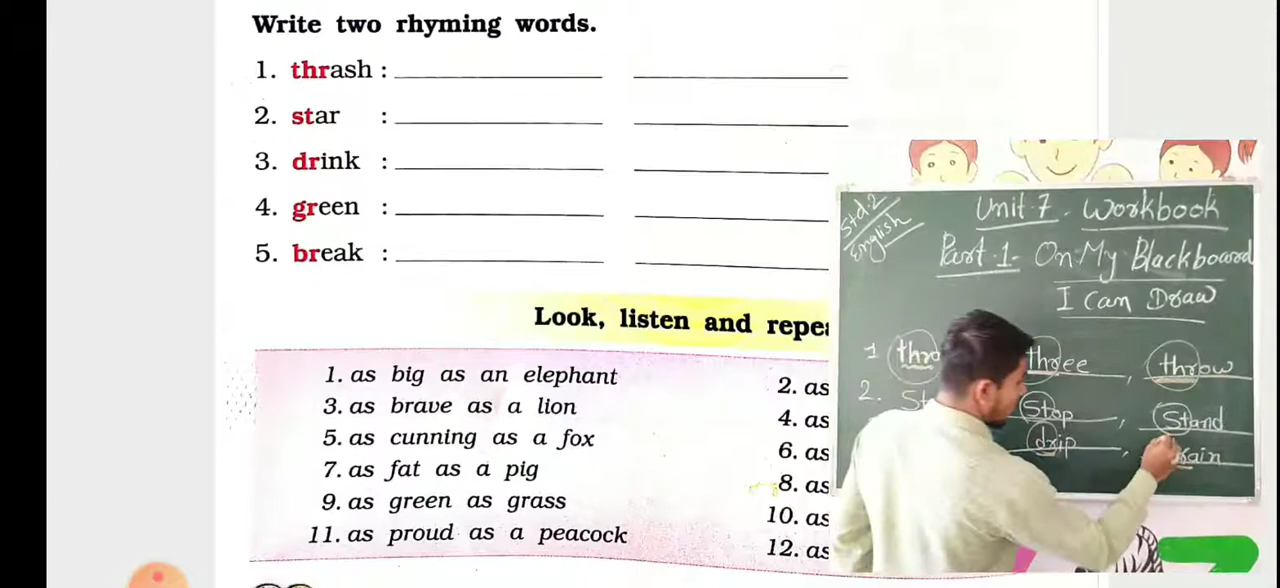 Write two rhyming words.
1. thrash :
2. star :
3. drink :
4. green :
5. break :
Look, listen and repea
1. as big as an elephant
2. as
3. as brave as a lion
4. as
5. as cunning as a fox
6. as
7. as fat as a pig
8. as
9. as green as grass
10. as
11. as proud as a peacock
12. as
Std:2
English
Unit-7. Workbook
Part-1- On My Blackboard
I Can Draw
1 thro three, throw
2. St Stop, Stand
drip, rain